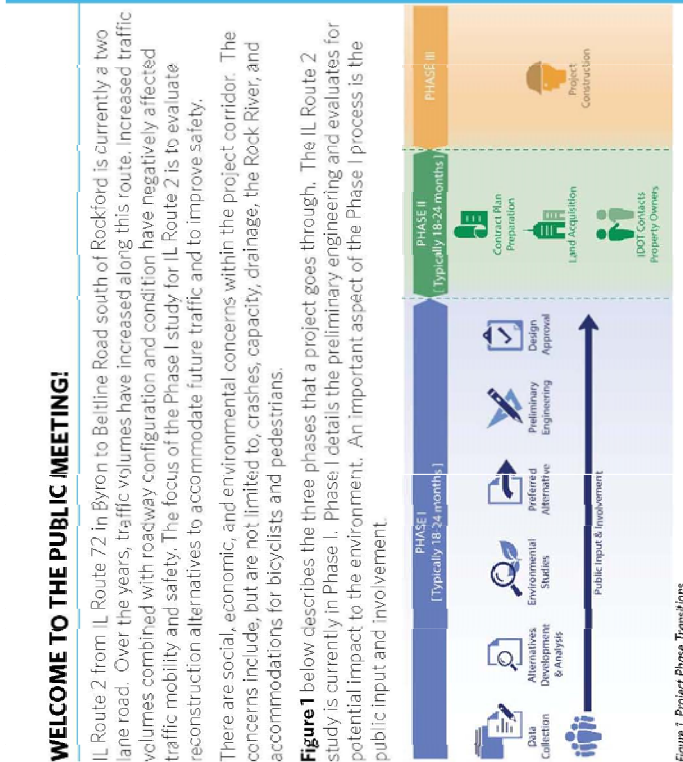 WELCOME TO THE PUBLIC MEETING!
IL Route 2 from IL Route 72 in Byron to Beltline Road south of Rockford is currently a two
lane road. Over the years, traffic volumes have increased along this route. Increased traffic
volumes combined with roadway configuration and condition have negatively affected
traffic mobility and safety. The focus of the Phase I study for IL Route 2 is to evaluate
reconstruction alternatives to accommodate future traffic and to improve safety.
There are social, economic, and environmental concerns within the project corridor. The
concerns include, but are not limited to, crashes, capacity, drainage, the Rock River, and
accommodations for bicyclists and pedestrians.
Figure 1 below describes the three phases that a project goes through. The IL Route 2
study is currently in Phase I. Phase I details the preliminary engineering and evaluates for
potential impact to the environment. An important aspect of the Phase I process is the
public input and involvement.
PHASE I
[ Typically 18-24 months ]
Data
Collection
Alternatives
Development
& Analysis
Environmental
Studies
Preferred
Alternative
Preliminary
Engineering
Design
Approval
Public Input & Involvement
PHASE II
[ Typically 18-24 months ]
Contract Plan
Preparation
Land Acquisition
IDOT Contacts
Property Owners
PHASE III
Project
Construction
Figure 1. Project Phase Transitions